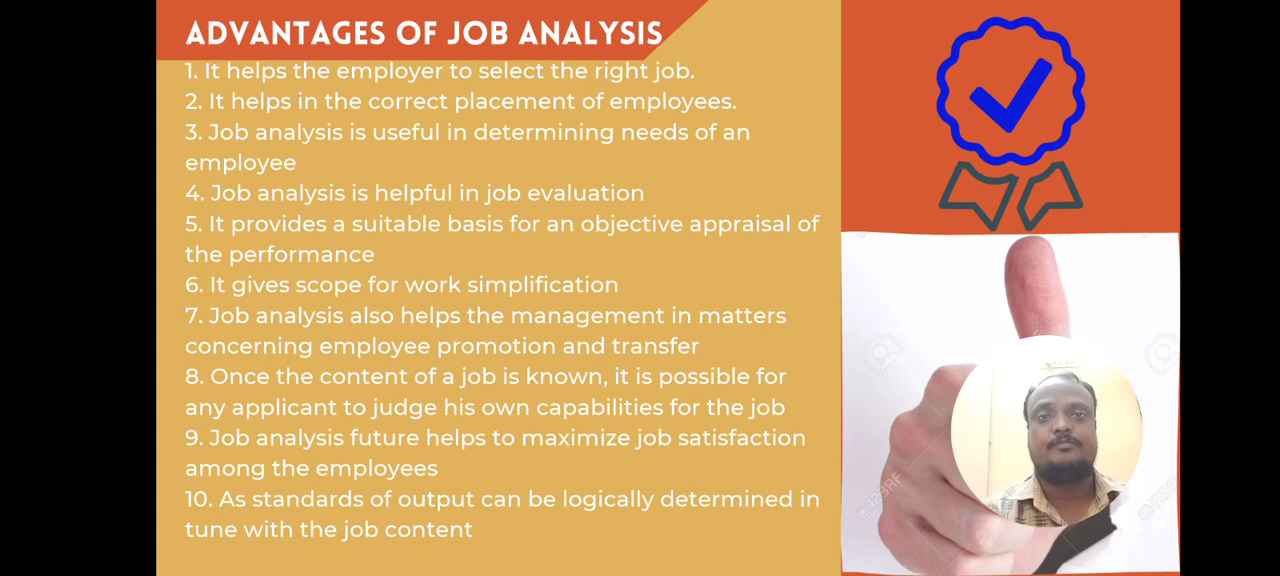 ADVANTAGES OF JOB ANALYSIS
1. It helps the employer to select the right job.
2. It helps in the correct placement of employees.
3. Job analysis is useful in determining needs of an
employee
4. Job analysis is helpful in job evaluation
5. It provides a suitable basis for an objective appraisal of
the performance
6. It gives scope for work simplification
7. Job analysis also helps the management in matters
concerning employee promotion and transfer
8. Once the content of a job is known, it is possible for
any applicant to judge his own capabilities for the job
9. Job analysis future helps to maximize job satisfaction
among the employees
10. As standards of output can be logically determined in
tune with the job content
123RF
123RF